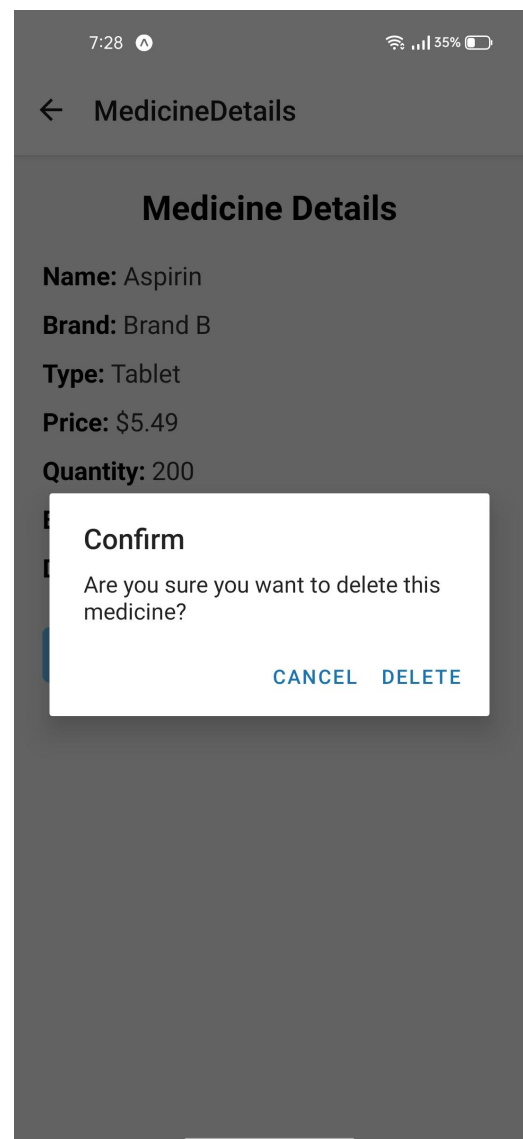 7:28 35%
MedicineDetails
Medicine Details
Name: Aspirin
Brand: Brand B
Type: Tablet
Price: $5.49
Quantity: 200
Confirm
Are you sure you want to delete this
medicine?
CANCEL DELETE